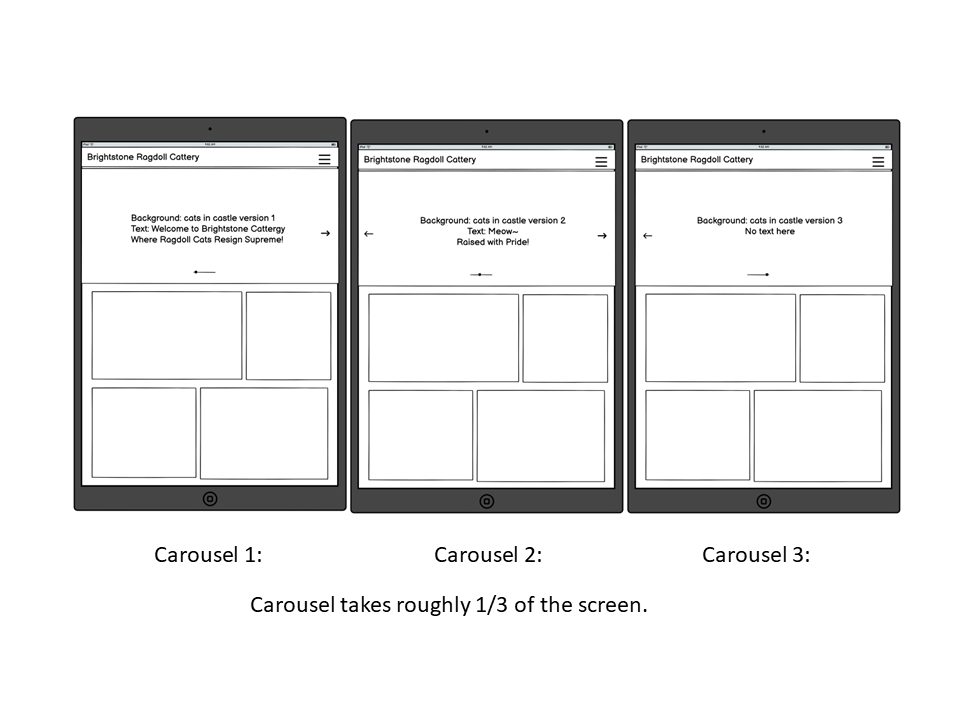 Brightstone Ragdoll Cattery
Background: cats in castle version 1
Text: Welcome to Brightstone Cattergy
Where Ragdoll Cats Resign Supreme!
Brightstone Ragdoll Cattery
Background: cats in castle version 2
Text: Meow~
Raised with Pride!
Brightstone Ragdoll Cattery
Background: cats in castle version 3
No text here
Carousel 1:
Carousel 2:
Carousel 3:
Carousel takes roughly 1/3 of the screen.